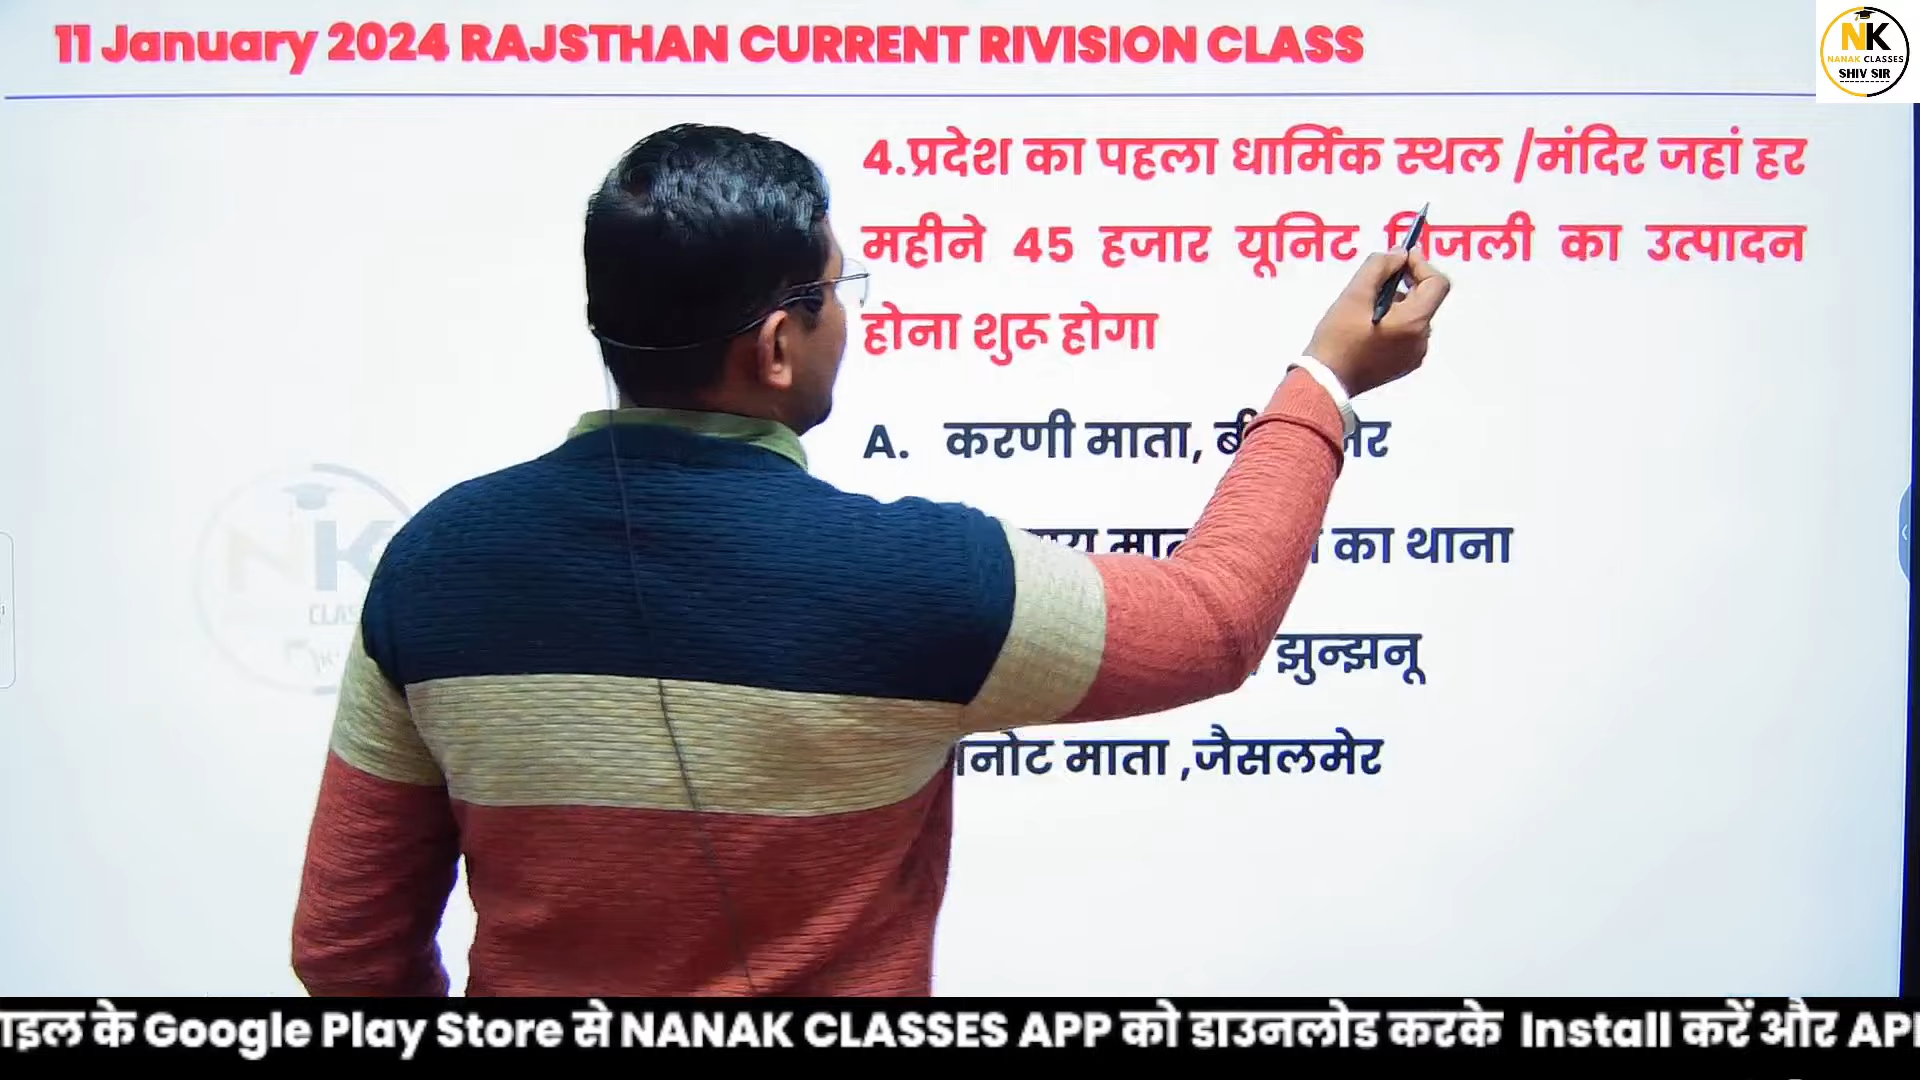 11 January 2024 RAJSTHAN CURRENT RIVISION CLASS
NK
NANAK CLASSES
SHIV SIR
4.प्रदेश का पहला धार्मिक स्थल /मंदिर जहां हर
महीने 45 हजार यूनिट का उत्पादन
होना शुरू होगा
A. करणी माता,
का थाना
झुन्झनू
माता ,जैसलमेर
NK
के Google Play Store से NANAK CLASSES APP को डाउनलोड करके Install करें और